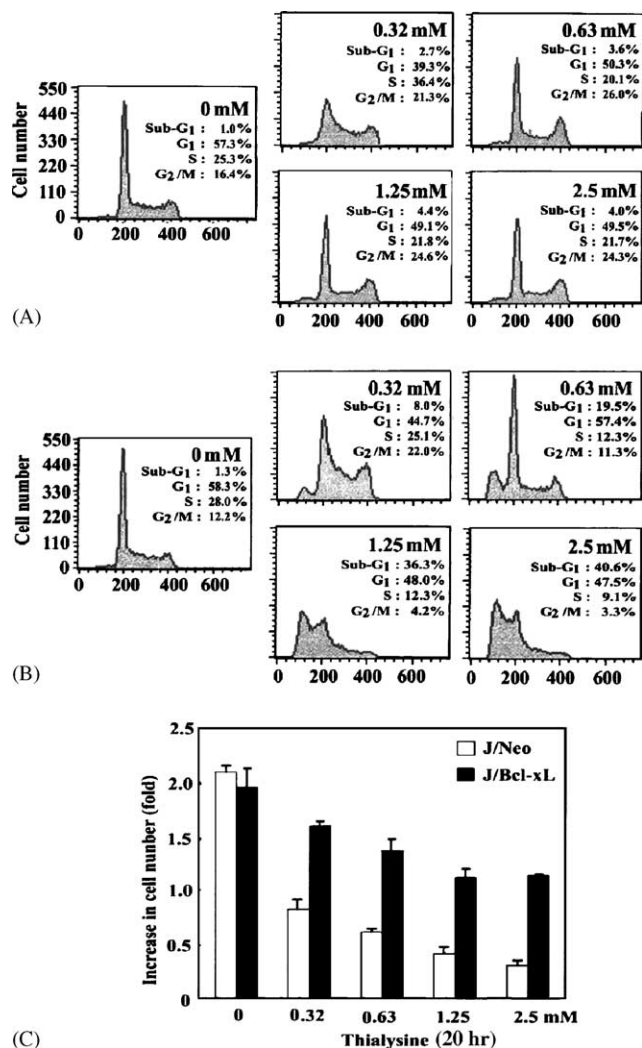 0 mM
Sub-G1 : 1.0%
G1 : 57.3%
S : 25.3%
G2/M : 16.4%
550
440
330
220
110
0
Cell number
0 200 400 600
0.32 mM
Sub-G1 : 2.7%
G1 : 39.3%
S : 36.4%
G2/M : 21.3%
0.63 mM
Sub-G1 : 3.6%
G1 : 50.3%
S : 20.1%
G2/M : 26.0%
1.25 mM
Sub-G1 : 4.4%
G1 : 49.1%
S : 21.8%
G2/M : 24.6%
2.5 mM
Sub-G1 : 4.0%
G1 : 49.5%
S : 21.7%
G2/M : 24.3%
0 200 400 600
0 200 400 600
(A)
0 mM
Sub-G1 : 1.3%
G1 : 58.3%
S : 28.0%
G2/M : 12.2%
550
440
330
220
110
0
Cell number
0 200 400 600
0.32 mM
Sub-G1 : 8.0%
G1 : 44.7%
S : 25.1%
G2/M : 22.0%
0.63 mM
Sub-G1 : 19.5%
G1 : 57.4%
S : 12.3%
G2/M : 11.3%
1.25 mM
Sub-G1 : 36.3%
G1 : 48.0%
S : 12.3%
G2/M : 4.2%
2.5 mM
Sub-G1 : 40.6%
G1 : 47.5%
S : 9.1%
G2/M : 3.3%
0 200 400 600
0 200 400 600
(B)
2.5
2.0
1.5
1.0
0.5
0
Increase in cell number (fold)
J/Neo
J/Bcl-xL
0 0.32 0.63 1.25 2.5 mM
Thialysine (20 hr)
(C)